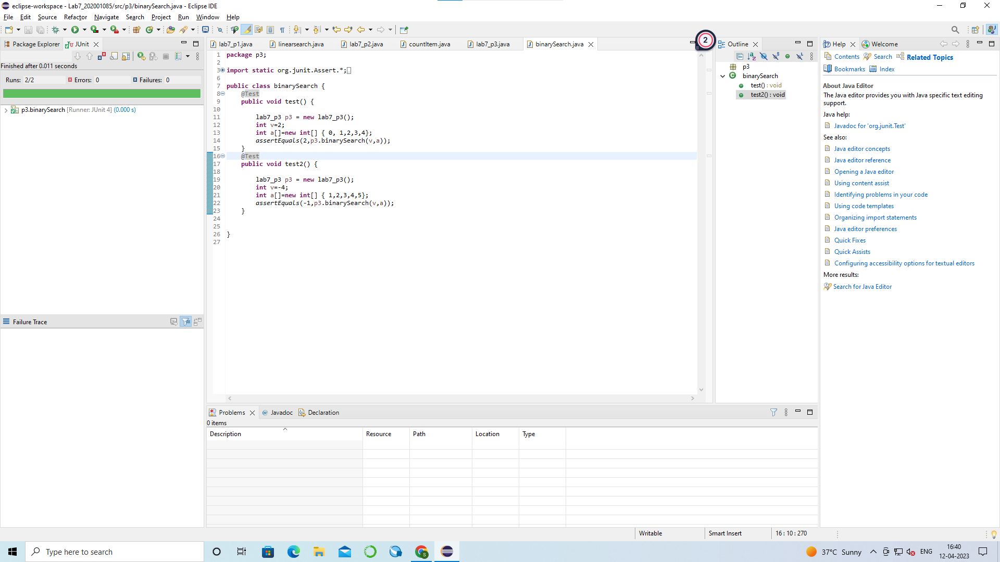 eclipse-workspace - Lab7_202001085/src/p3/binarySearch.java - Eclipse IDE
File Edit Source Refactor Navigate Search Project Run Window Help
Package Explorer JUnit
Finished after 0.011 seconds
Runs: 2/2 Errors: 0 Failures: 0
p3.binarySearch [Runner: JUnit 4] (0.000 s)
Failure Trace
lab7_p1.java linearsearch.java lab7_p2.java countItem.java lab7_p3.java binarySearch.java
1 package p3;
2
3 import static org.junit.Assert.*;
6
7 public class binarySearch {
8 @Test
9 public void test() {
10
11 lab7_p3 p3 = new lab7_p3();
12 int v=2;
13 int a[]=new int[] { 0, 1,2,3,4};
14 assertEquals(2,p3.binarySearch(v,a));
15 }
16 @Test
17 public void test2() {
18
19 lab7_p3 p3 = new lab7_p3();
20 int v=-4;
21 int a[]=new int[] { 1,2,3,4,5};
22 assertEquals(-1,p3.binarySearch(v,a));
23 }
24
25
26 }
27
2
Outline
p3
binarySearch
test() : void
test2() : void
Help Welcome
Contents Search Related Topics
Bookmarks Index
About Java Editor
The Java editor provides you with Java specific text editing
support.
Java help:
Javadoc for 'org.junit.Test'
See also:
Java editor concepts
Java editor reference
Opening a Java editor
Using content assist
Identifying problems in your code
Using code templates
Organizing import statements
Java editor preferences
Quick Fixes
Quick Assists
Configuring accessibility options for textual editors
More results:
Search for Java Editor
Problems @ Javadoc Declaration
0 items
Description Resource Path Location Type
Writable Smart Insert 16 : 10 : 270
Type here to search
37°C Sunny ENG
16:40
12-04-2023